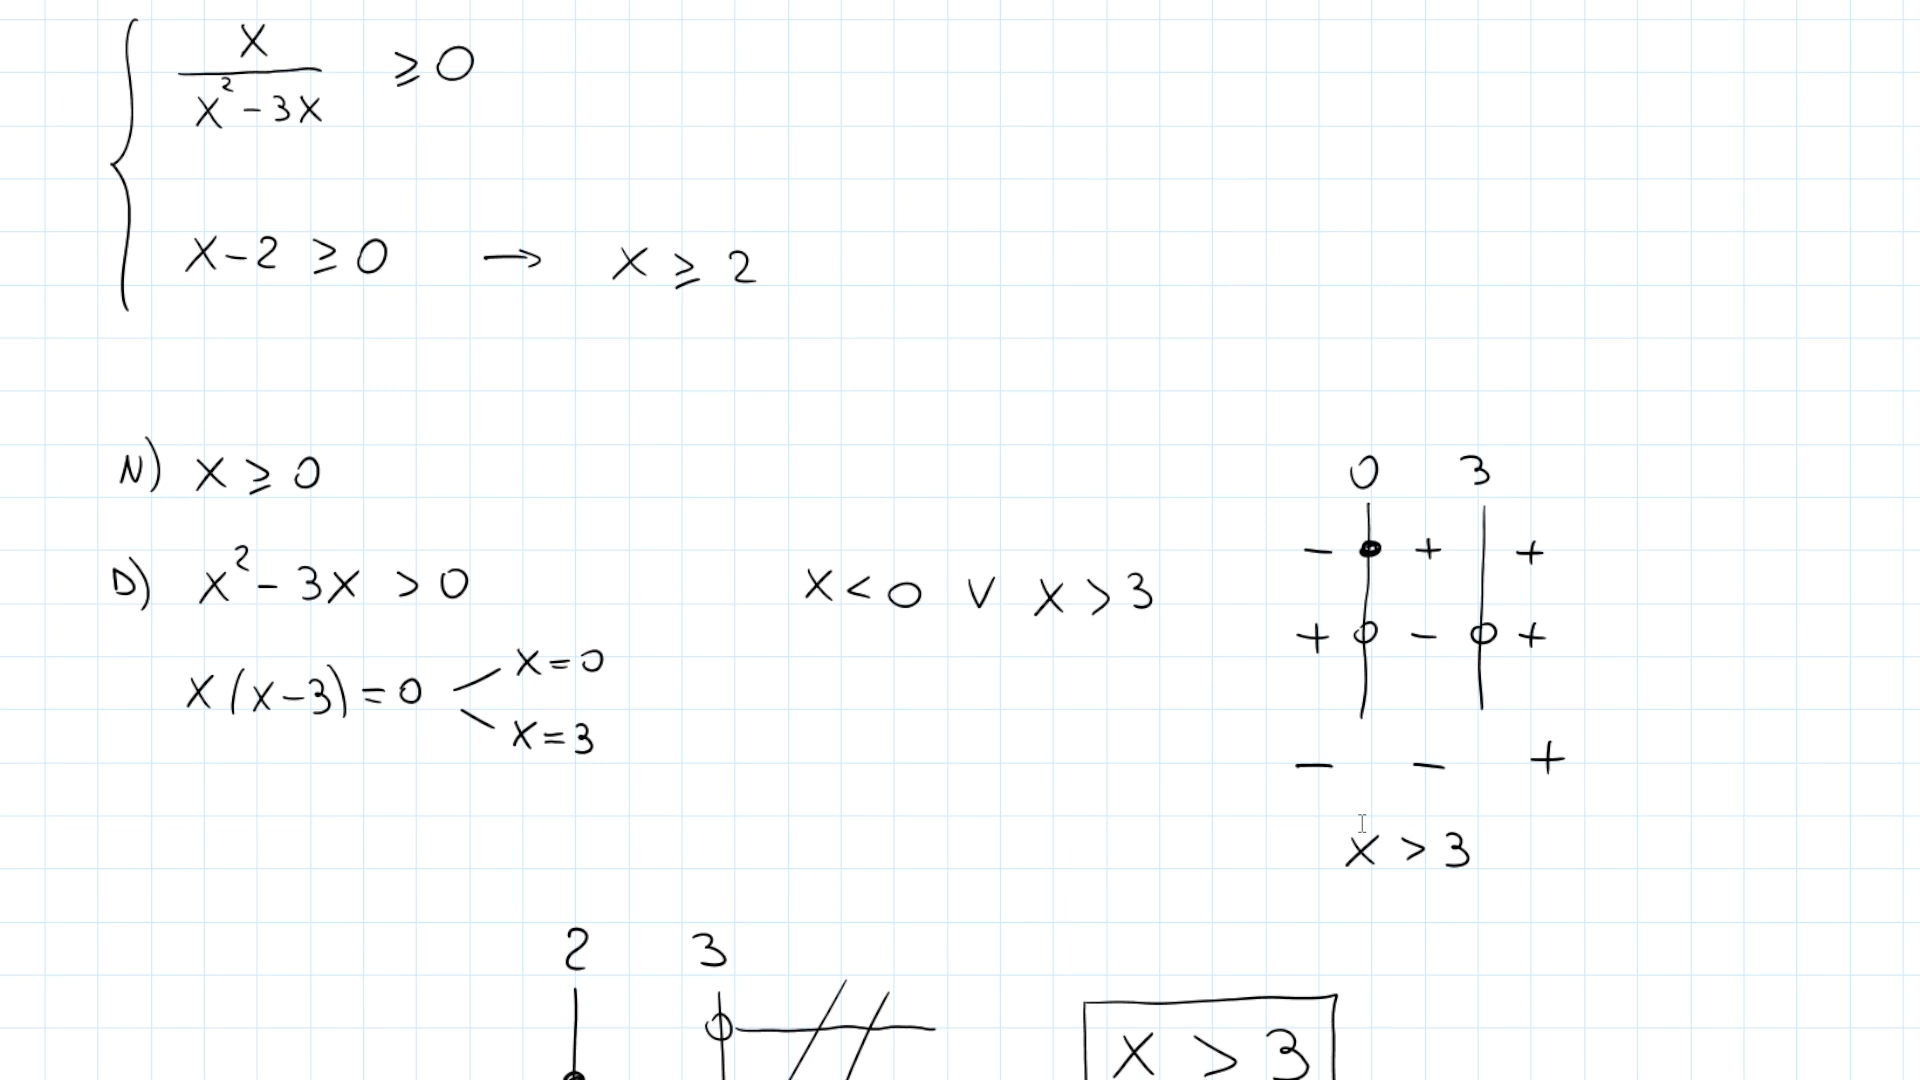 x
x² - 3x ≥ 0
x - 2 ≥ 0 → x ≥ 2
N) x ≥ 0
D) x² - 3x > 0
x < 0 ∨ x > 3
x (x - 3) = 0
x = 0
x = 3
0 3
- + +
+ - +
- - +
x > 3
2 3
x > 3